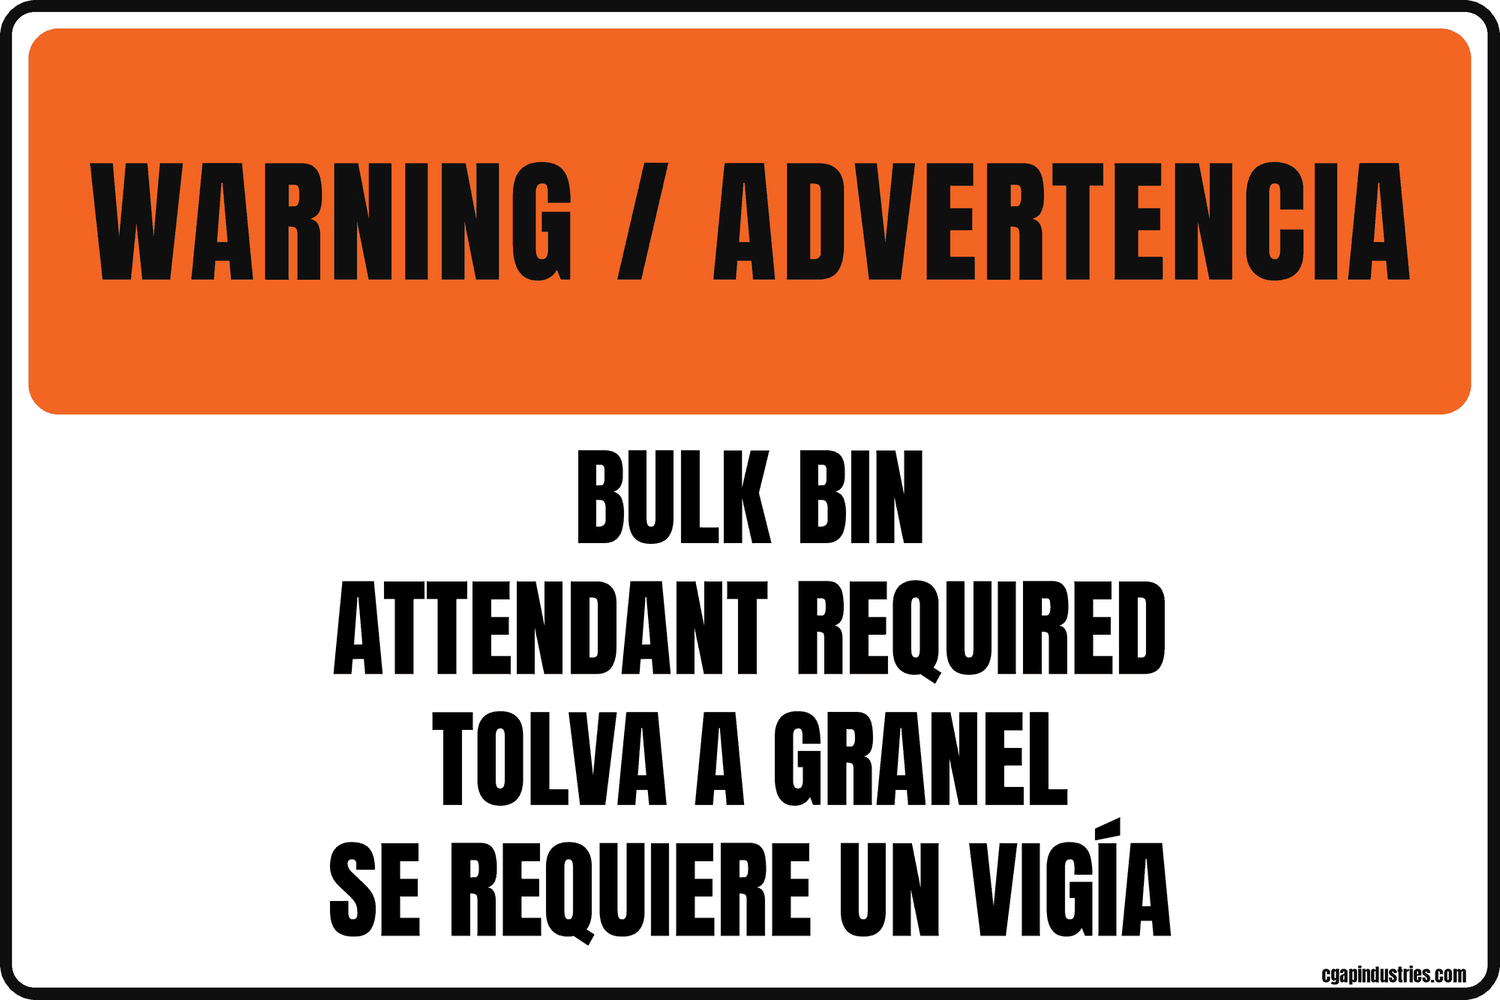 WARNING / ADVERTENCIA
BULK BIN
ATTENDANT REQUIRED
TOLVA A GRANEL
SE REQUIERE UN VIGÍA
cgapindustries.com